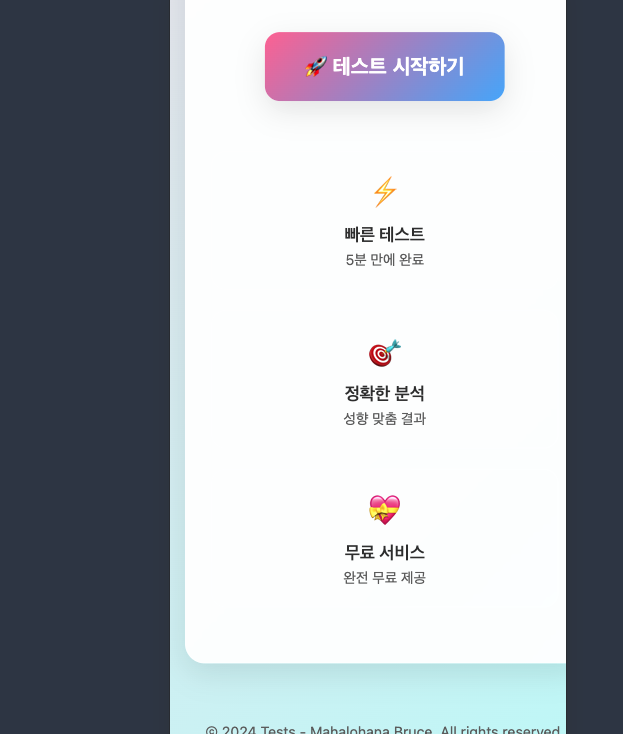 🚀 테스트 시작하기
빠른 테스트
5분 만에 완료
정확한 분석
성향 맞춤 결과
무료 서비스
완전 무료 제공
© 2024 Tests - Mahalohana Bruce. All rights reserved